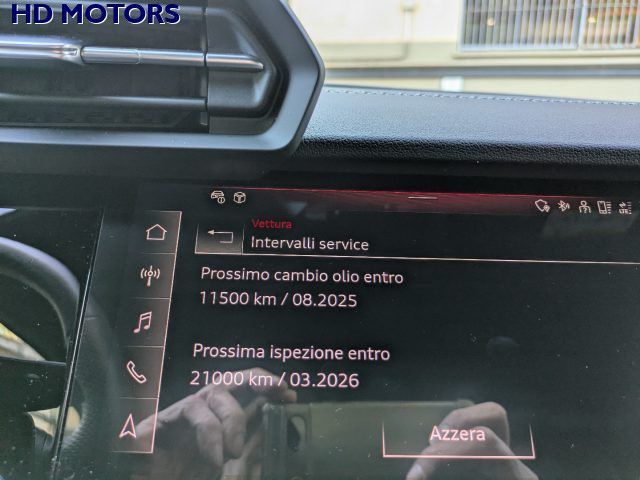 HD MOTORS
Vettura
Intervalli service
Prossimo cambio olio entro
11500 km / 08.2025
Prossima ispezione entro
21000 km / 03.2026
Azzera